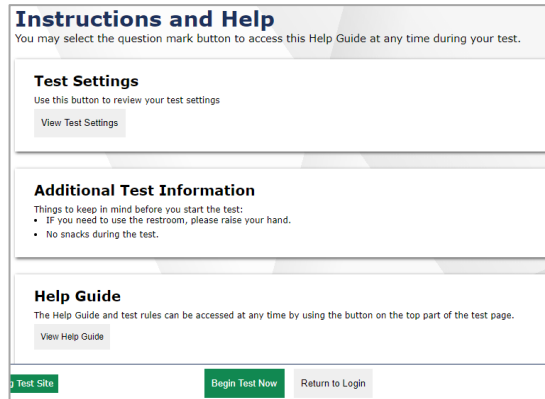 Instructions and Help
You may select the question mark button to access this Help Guide at any time during your test.
Test Settings
Use this button to review your test settings
View Test Settings
Additional Test Information
Things to keep in mind before you start the test:
• IF you need to use the restroom, please raise your hand.
• No snacks during the test.
Help Guide
The Help Guide and test rules can be accessed at any time by using the button on the top part of the test page.
View Help Guide
Test Site
Begin Test Now
Return to Login